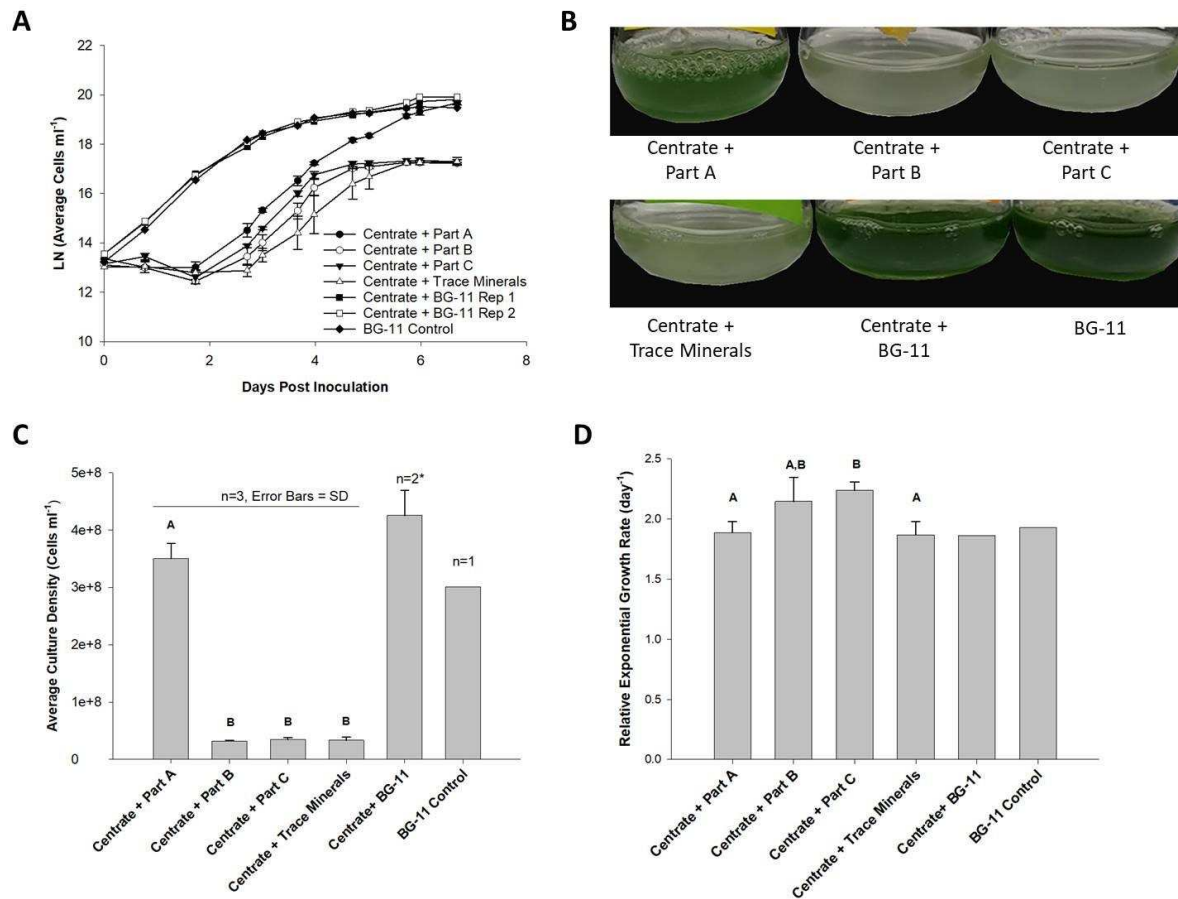 A
LN (Average Cells ml-1)
22
20
18
16
14
12
10
0
2
4
6
8
Days Post Inoculation
Centrate + Part A
Centrate + Part B
Centrate + Part C
Centrate + Trace Minerals
Centrate + BG-11 Rep 1
Centrate + BG-11 Rep 2
BG-11 Control
B
Centrate +
Part A
Centrate +
Part B
Centrate +
Part C
Centrate +
Trace Minerals
Centrate +
BG-11
BG-11
C
Average Culture Density (Cells ml-1)
5e+8
4e+8
3e+8
2e+8
1e+8
0
n=3, Error Bars = SD
n=2*
n=1
A
B
B
B
Centrate + Part A
Centrate + Part B
Centrate + Part C
Centrate + Trace Minerals
Centrate+ BG-11
BG-11 Control
D
Relative Exponential Growth Rate (day-1)
2.5
2.0
1.5
1.0
0.5
0.0
A
A,B
B
A
Centrate + Part A
Centrate + Part B
Centrate + Part C
Centrate + Trace Minerals
Centrate+ BG-11
BG-11 Control